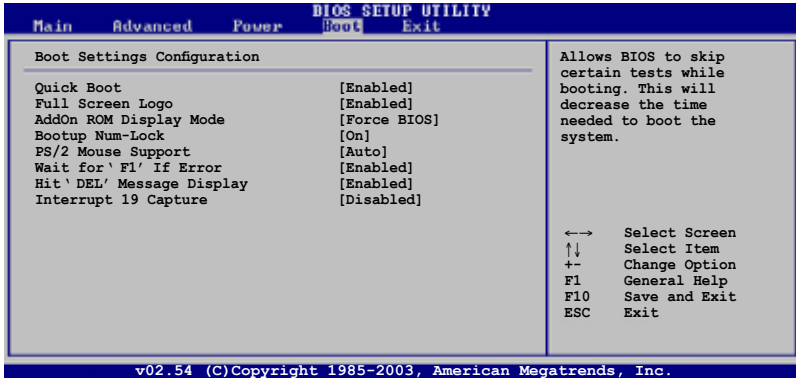 BIOS SETUP UTILITY
Main Advanced Power Boot Exit
Boot Settings Configuration
Quick Boot [Enabled]
Full Screen Logo [Enabled]
AddOn ROM Display Mode [Force BIOS]
Bootup Num-Lock [On]
PS/2 Mouse Support [Auto]
Wait for ‘ F1’ If Error [Enabled]
Hit ‘ DEL’ Message Display [Enabled]
Interrupt 19 Capture [Disabled]
Allows BIOS to skip
certain tests while
booting. This will
decrease the time
needed to boot the
system.
←→ Select Screen
↑↓ Select Item
+- Change Option
F1 General Help
F10 Save and Exit
ESC Exit
v02.54 (C)Copyright 1985-2003, American Megatrends, Inc.